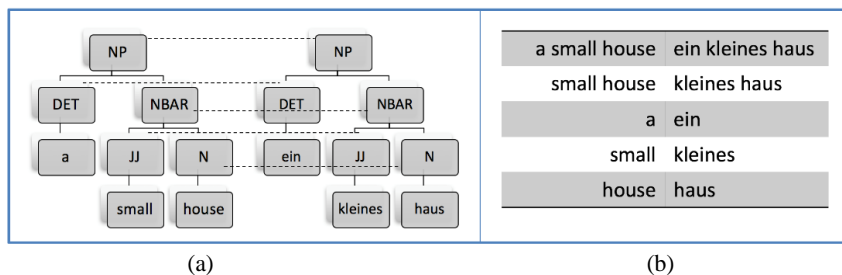 NP NP
DET NBAR DET NBAR
a JJ N ein JJ N
small house kleines haus
a small house ein kleines haus
small house kleines haus
a ein
small kleines
house haus
(a) (b)